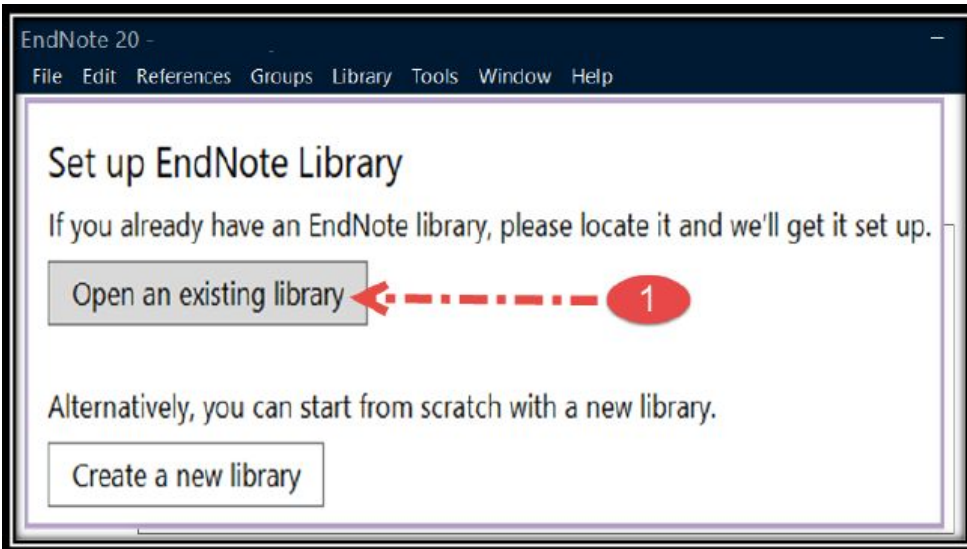 EndNote 20 -
File Edit References Groups Library Tools Window Help
Set up EndNote Library
If you already have an EndNote library, please locate it and we'll get it set up.
Open an existing library
1
Alternatively, you can start from scratch with a new library.
Create a new library